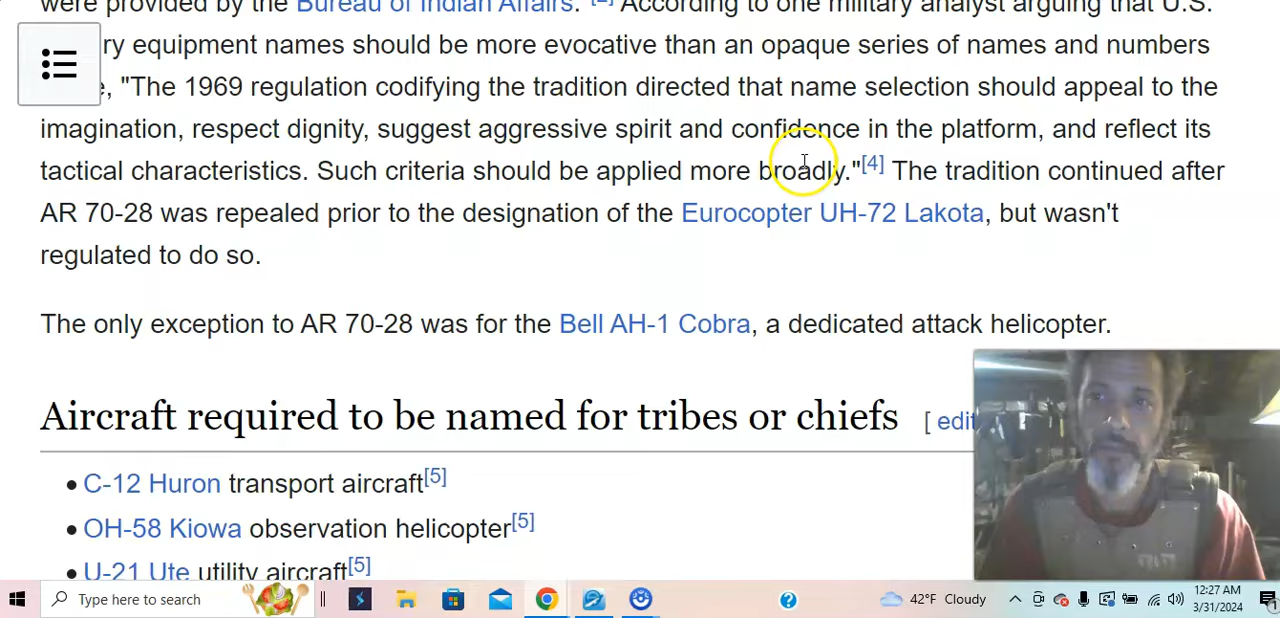 were provided by the Bureau of Indian Affairs. According to one military analyst arguing that U.S.
ry equipment names should be more evocative than an opaque series of names and numbers
e, "The 1969 regulation codifying the tradition directed that name selection should appeal to the
imagination, respect dignity, suggest aggressive spirit and confidence in the platform, and reflect its
tactical characteristics. Such criteria should be applied more broadly."[4] The tradition continued after
AR 70-28 was repealed prior to the designation of the Eurocopter UH-72 Lakota, but wasn't
regulated to do so.
The only exception to AR 70-28 was for the Bell AH-1 Cobra, a dedicated attack helicopter.
Aircraft required to be named for tribes or chiefs [ edit
• C-12 Huron transport aircraft[5]
• OH-58 Kiowa observation helicopter[5]
• U-21 Ute utility aircraft[5]
Type here to search
42°F Cloudy
12:27 AM
3/31/2024